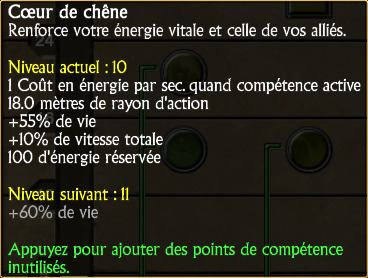 Cœur de chêne
Renforce votre énergie vitale et celle de vos alliés.
Niveau actuel : 10
1 Coût en énergie par sec. quand compétence active
18.0 mètres de rayon d'action
+55% de vie
+10% de vitesse totale
100 d'énergie réservée
Niveau suivant : 11
+60% de vie
Appuyez pour ajouter des points de compétence
inutilisés.
24